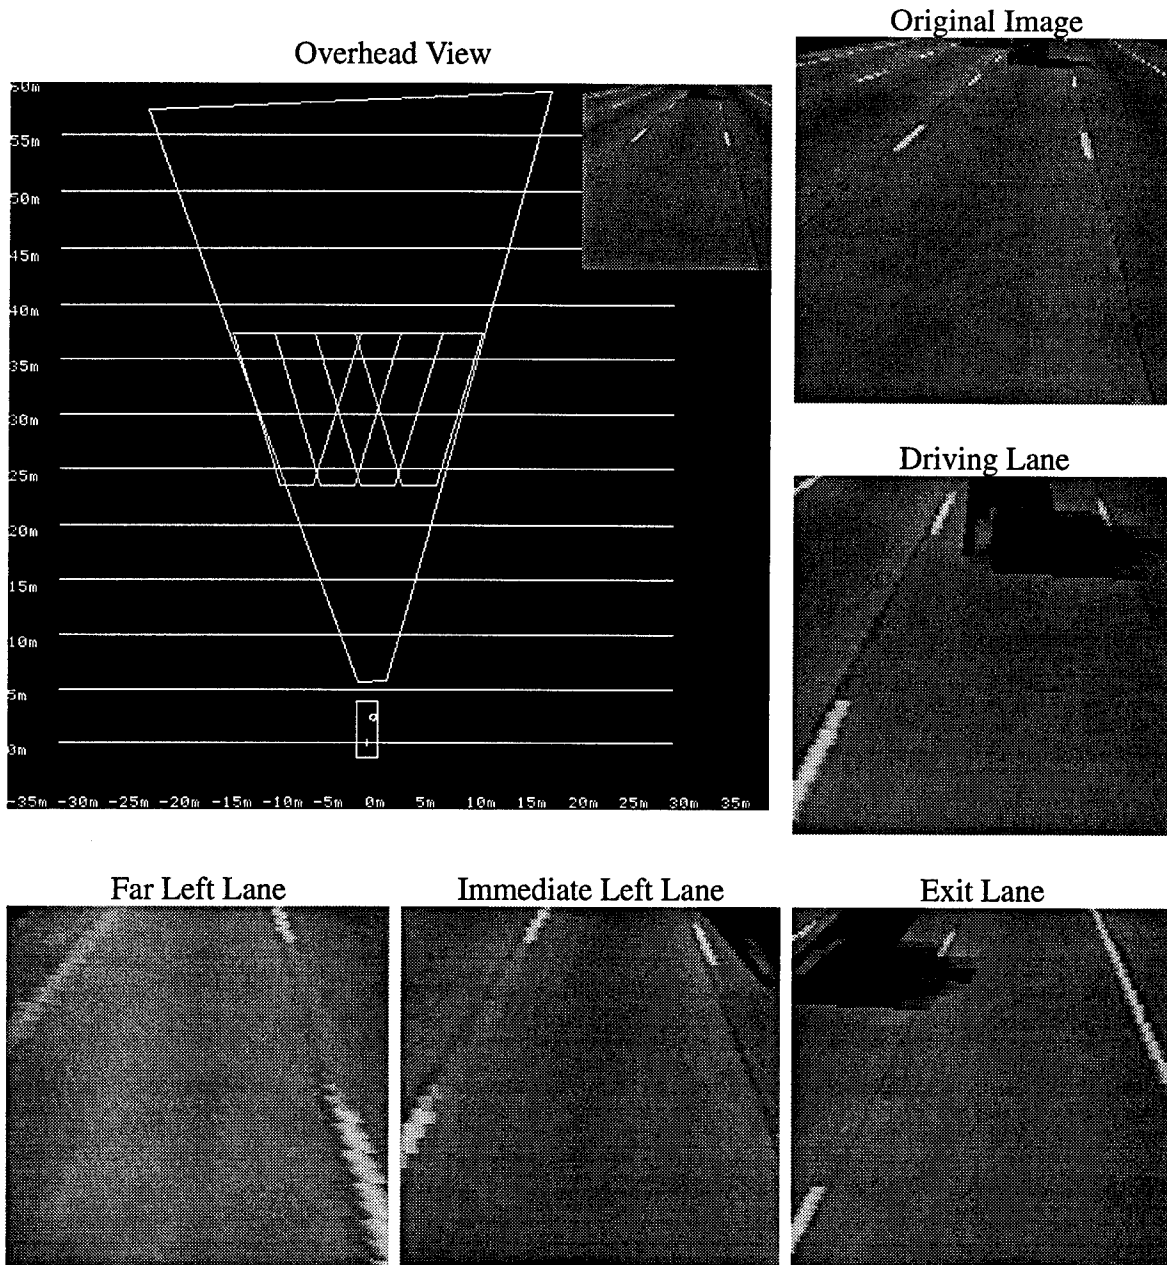 Original Image
Overhead View
60m
55m
50m
45m
40m
35m
30m
25m
20m
15m
10m
5m
0m
-35m -30m -25m -20m -15m -10m -5m 0m 5m 10m 15m 20m 25m 30m 35m
Driving Lane
Far Left Lane
Immediate Left Lane
Exit Lane